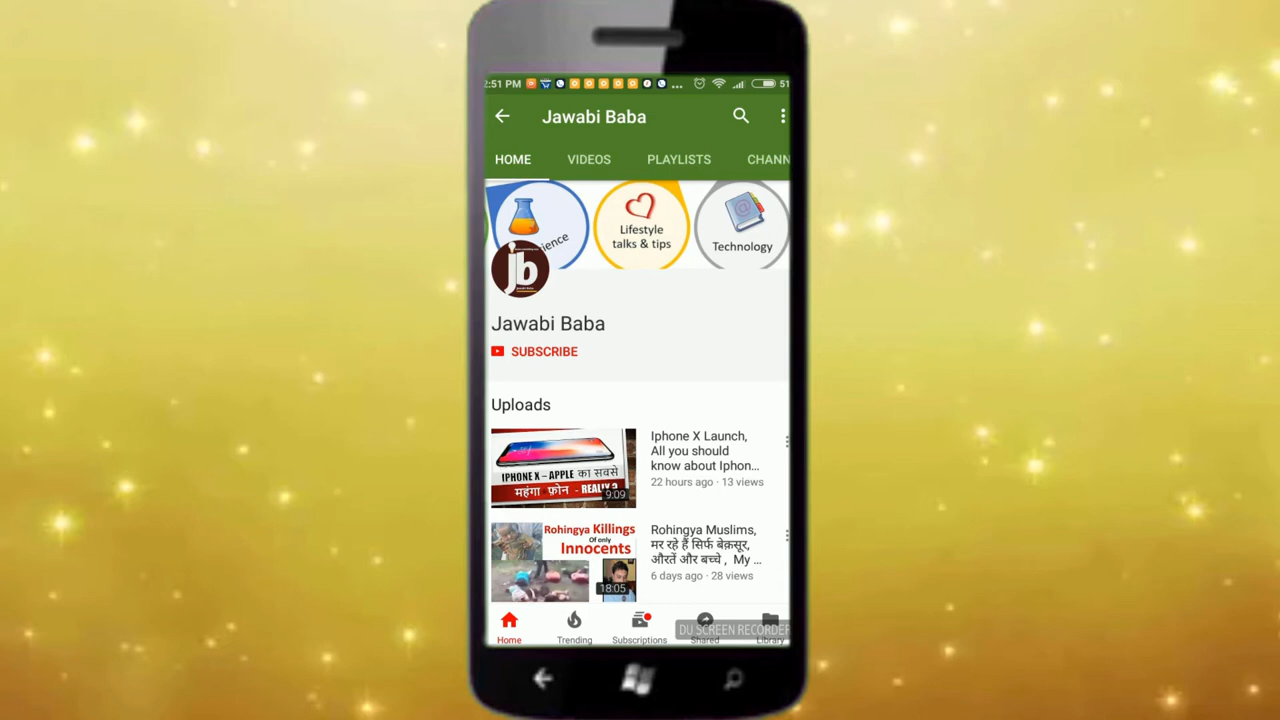 2:51 PM ... 51
Jawabi Baba
HOME VIDEOS PLAYLISTS CHANN
ience
Lifestyle
talks & tips
Technology
jb
Jawabi Baba
SUBSCRIBE
Uploads
IPHONE X – APPLE का सबसे
महंगा फ़ोन - REALLY ?
9:09
Iphone X Launch,
All you should
know about Iphon...
22 hours ago · 13 views
Rohingya Killings
Of only
Innocents
18:05
Rohingya Muslims,
मर रहे हैं सिर्फ बेक़सूर,
औरतें और बच्चे , My ...
6 days ago · 28 views
DU SCREEN RECORDER
Home Trending Subscriptions Shared Library